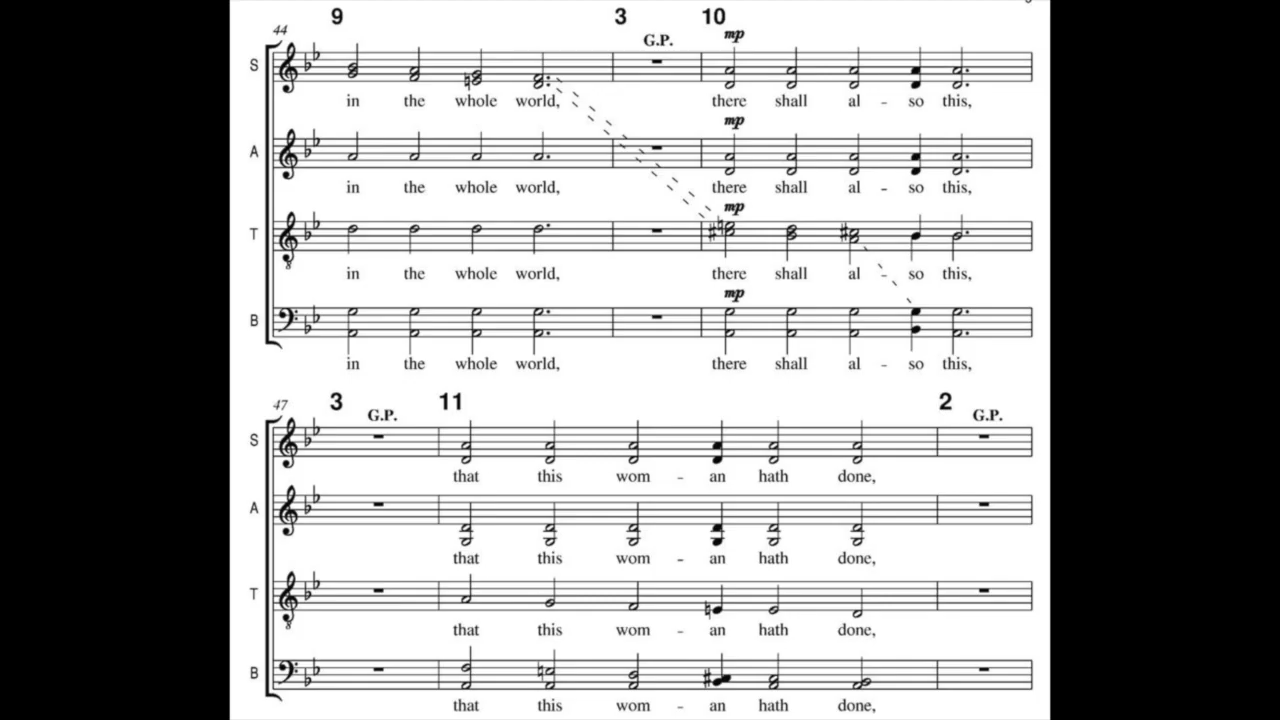 9 3 10
44 G.P. mp
S
in the whole world, there shall al - so this,
mp
A
in the whole world, there shall al - so this,
mp
T
8
in the whole world, there shall al - so this,
mp
B
in the whole world, there shall al - so this,
3 11 2
47 G.P. G.P.
S
that this wom - an hath done,
A
that this wom - an hath done,
T
8
that this wom - an hath done,
B
that this wom - an hath done,